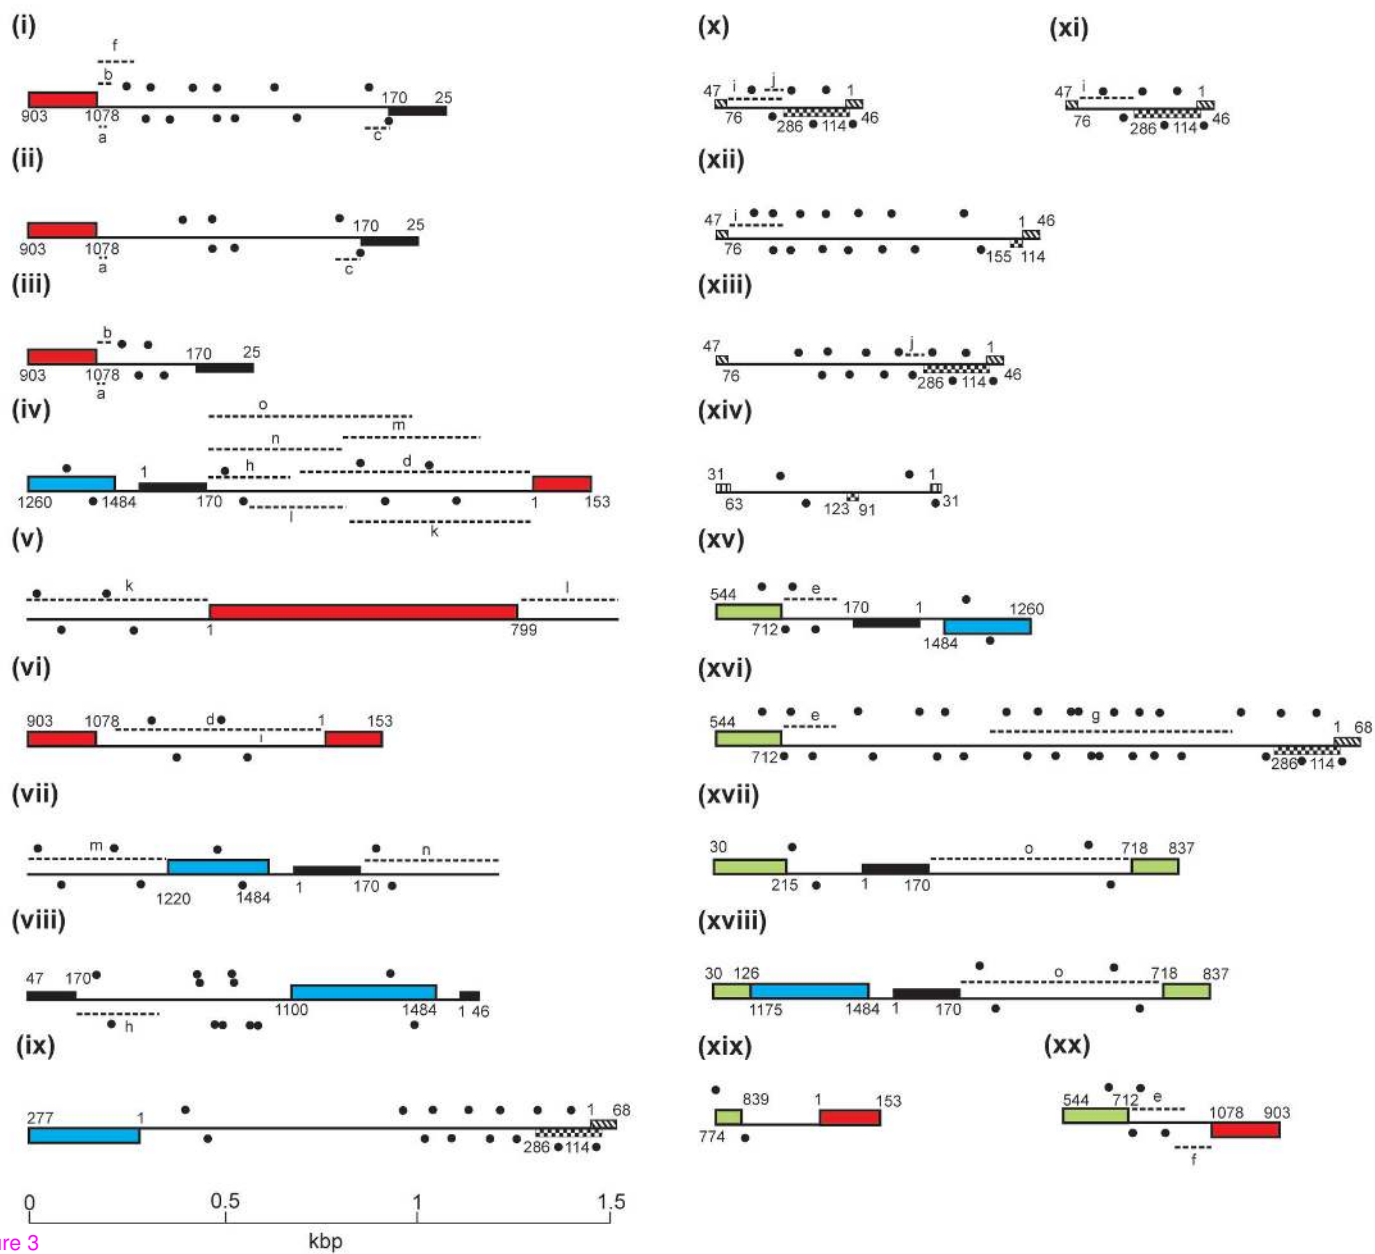 (i)
f
b
170 25
903 1078
a
c
(ii)
170 25
903 1078
a
c
(iii)
b
170 25
903 1078
a
(iv)
o
m
n
1 h d
1260 1484 170 1 153
l
k
(v)
k l
1 799
(vi)
903 1078 d 1 153
(vii)
m n
1220 1484 1 170
(viii)
47 170
1100 1484 1 46
h
(ix)
277 1 1 68
286 114
0 0.5 1 1.5
kbp
re 3
(x)
j
47 i 1
76 286 114 46
(xi)
47 i 1
76 286 114 46
(xii)
47 i 1 46
76 155 114
(xiii)
47 j 1
76 286 114 46
(xiv)
31 1
63 123 91 31
(xv)
544 e 170 1 1260
712 1484
(xvi)
544 e g 1 68
712 286 114
(xvii)
30 o 718 837
215 1 170
(xviii)
30 126 o 718 837
1175 1484 1 170
(xix)
839 1 153
774
(xx)
544 712 e 1078 903
f